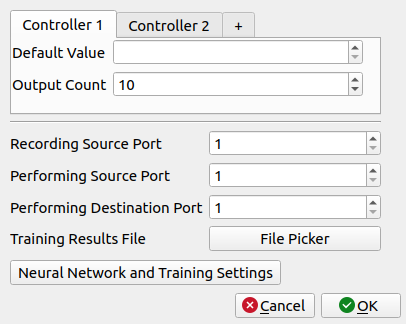 Controller 1 Controller 2 +
Default Value
Output Count 10
Recording Source Port 1
Performing Source Port 1
Performing Destination Port 1
Training Results File File Picker
Neural Network and Training Settings
Cancel OK